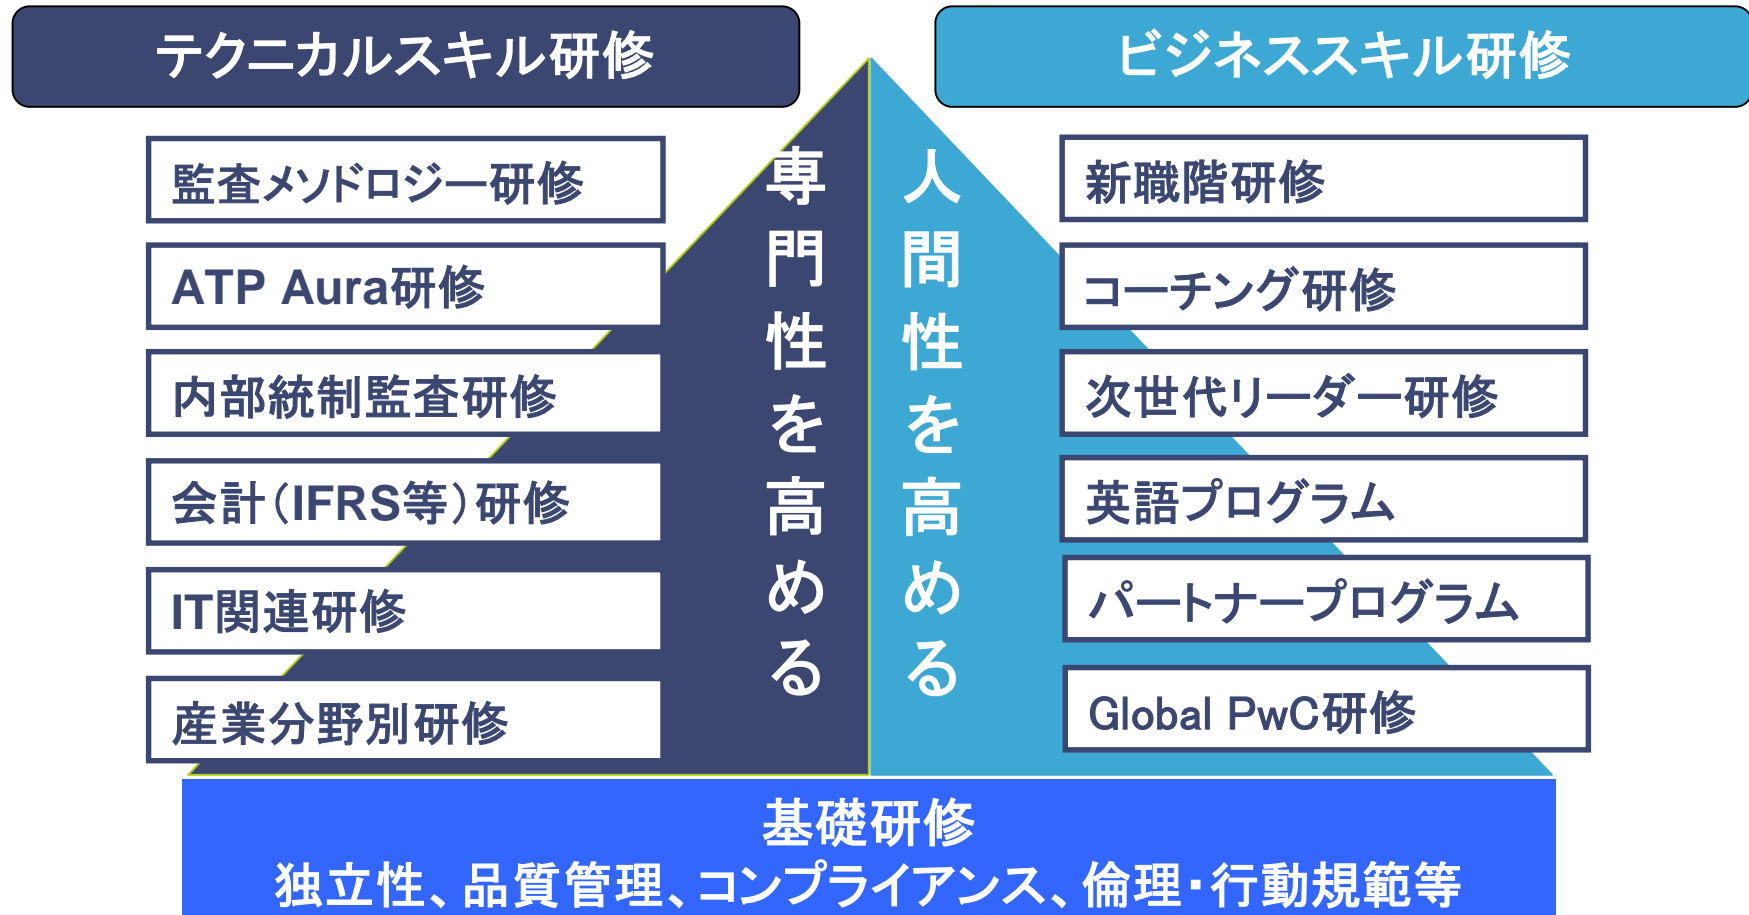 テクニカルスキル研修
ビジネススキル研修
監査メソドロジー研修
ATP Aura研修
内部統制監査研修
会計（IFRS等）研修
IT関連研修
産業分野別研修
専門性を高める
人間性を高める
新職階研修
コーチング研修
次世代リーダー研修
英語プログラム
パートナープログラム
Global PwC研修
基礎研修
独立性、品質管理、コンプライアンス、倫理・行動規範等